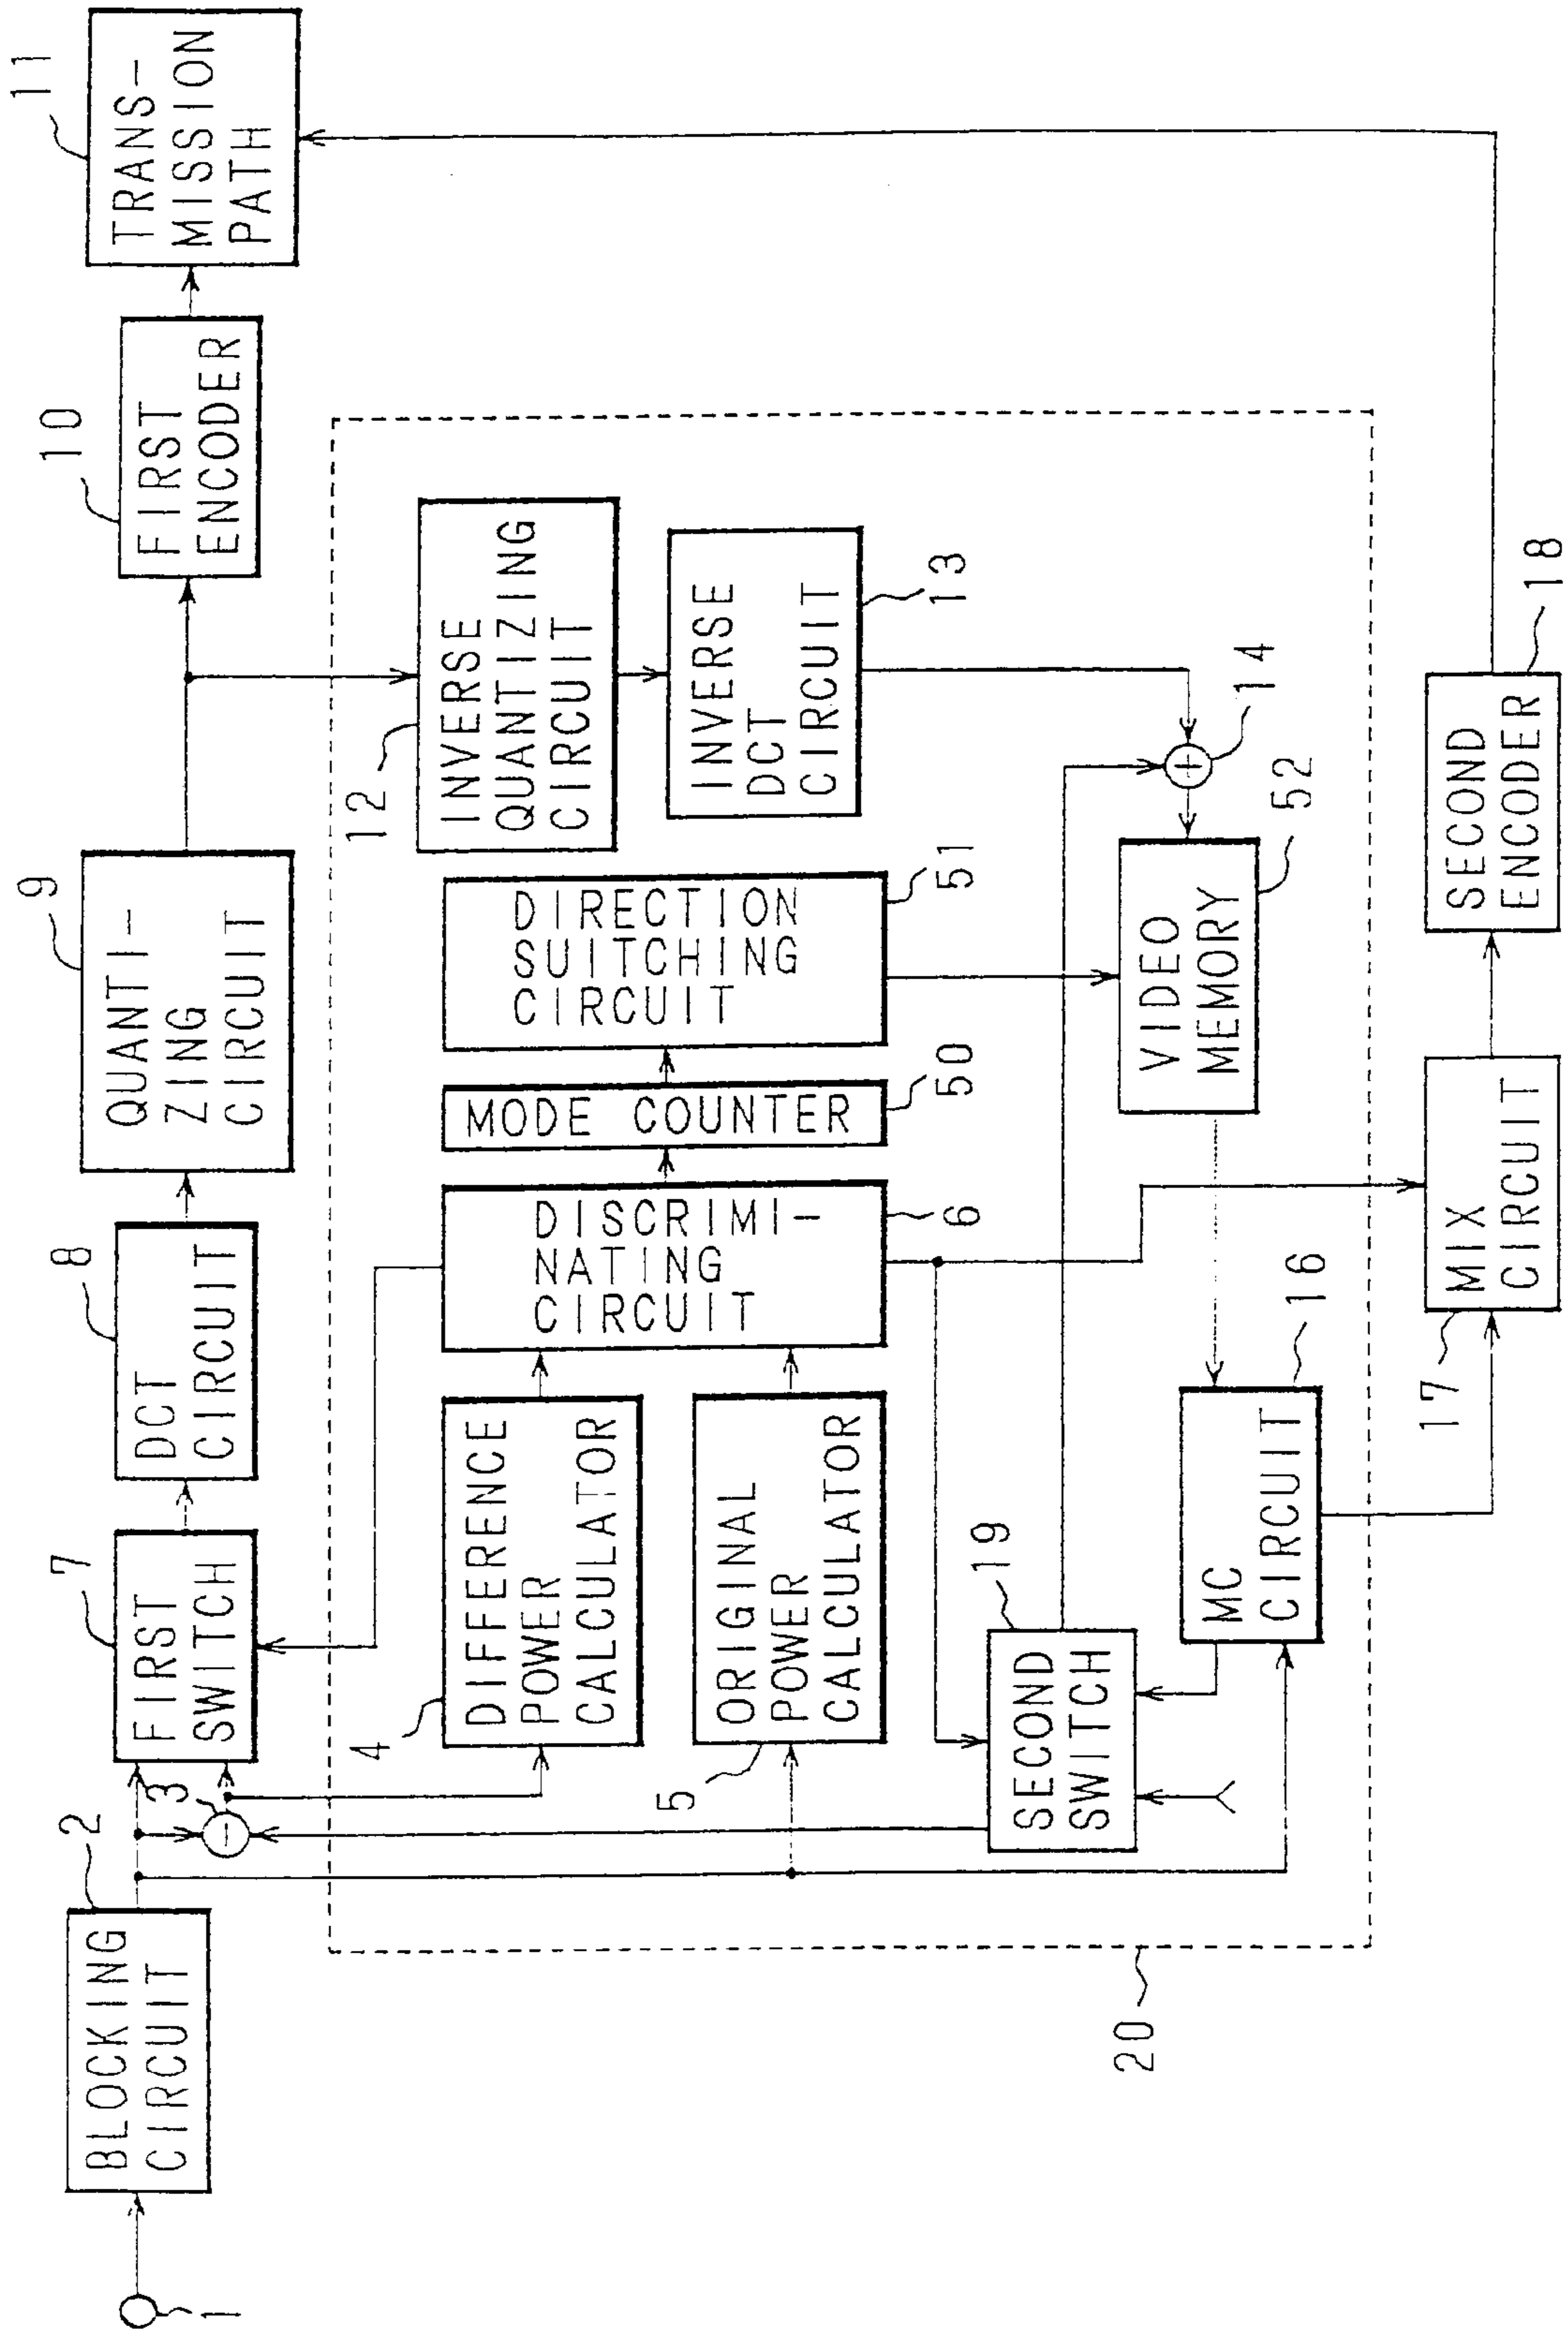 1
BLOCKING
CIRCUIT
2
3
FIRST
SWITCH
7
DCT
CIRCUIT
8
QUANTI-
ZING
CIRCUIT
9
FIRST
ENCODER
10
TRANS-
MISSION
PATH
11
DIFFERENCE
POWER
CALCULATOR
4
ORIGINAL
POWER
CALCULATOR
5
DISCRIMI-
NATING
CIRCUIT
6
MODE COUNTER
50
DIRECTION
SUITCHING
CIRCUIT
51
INVERSE
QUANTIZING
CIRCUIT
12
INVERSE
DCT
CIRCUIT
13
14
SECOND
SWITCH
19
VIDEO
MEMORY
52
MC
CIRCUIT
16
20
MIX
CIRCUIT
17
SECOND
ENCODER
18